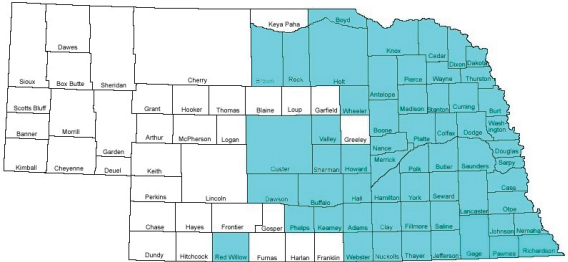 Keya Paha
Boyd
Dawes
Knox
Cedar
Dixon
Dakota
Sioux
Box Butte
Sheridan
Cherry
Rock
Holt
Pierce
Wayne
Thurston
Antelope
Scotts Bluff
Grant
Hooker
Thomas
Blaine
Loup
Garfield
Wheeler
Madison
Stanton
Cuming
Burt
Banner
Morrill
Arthur
McPherson
Logan
Valley
Greeley
Boone
Platte
Colfax
Dodge
Wash
ington
Nance
Kimball
Cheyenne
Garden
Deuel
Keith
Custer
Sherman
Howard
Merrick
Polk
Butler
Saunders
Douglas
Sarpy
Perkins
Lincoln
Dawson
Buffalo
Hall
Hamilton
York
Seward
Lancaster
Cass
Otoe
Chase
Hayes
Frontier
Gosper
Phelps
Kearney
Adams
Clay
Fillmore
Saline
Johnson
Nemaha
Dundy
Hitchcock
Red Willow
Furnas
Harlan
Franklin
Webster
Nuckolls
Thayer
Jefferson
Gage
Pawnee
Richardson